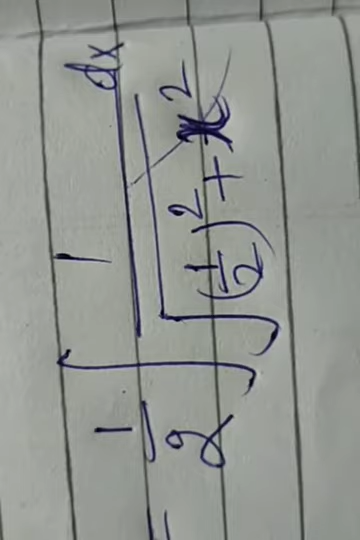 = 1/2 ∫ 1/√((1/2)² + x²) dx